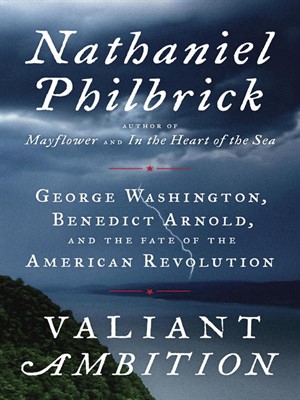 Nathaniel
Philbrick
AUTHOR OF
Mayflower AND In the Heart of the Sea
GEORGE WASHINGTON,
BENEDICT ARNOLD,
AND THE FATE OF THE
AMERICAN REVOLUTION
VALIANT
AMBITION